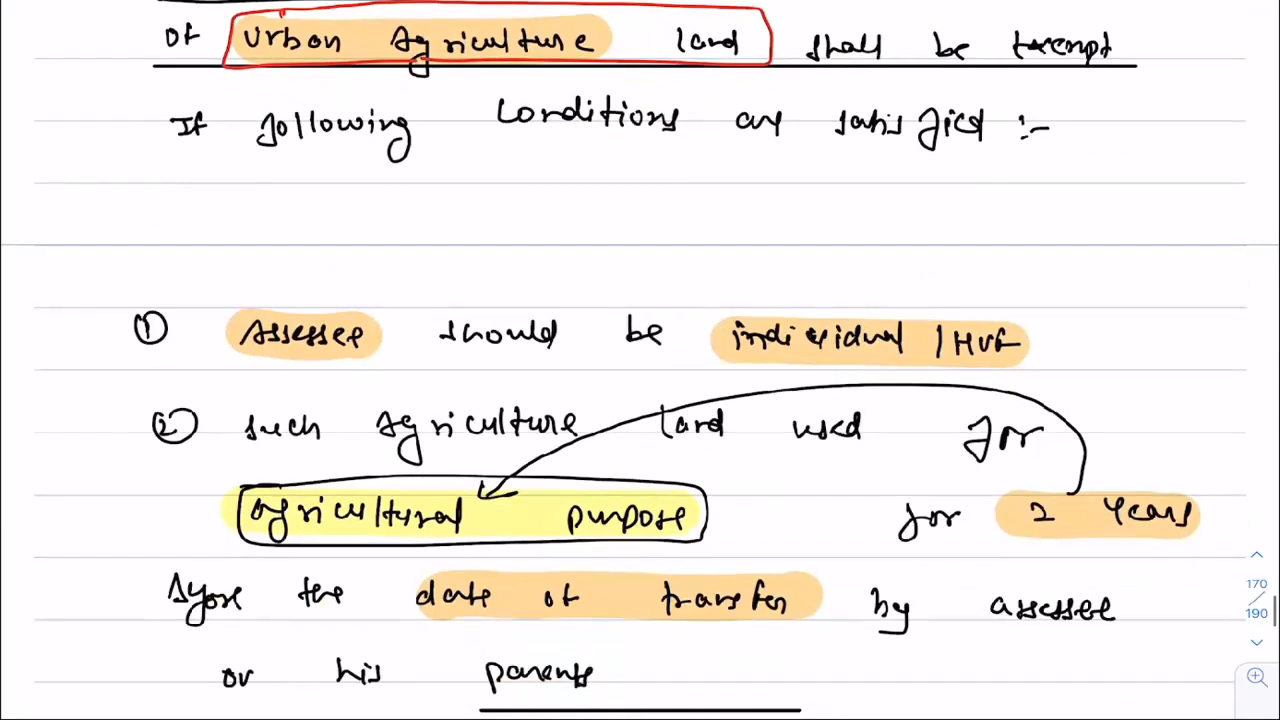 of urban Agriculture land shall be exempt
If following conditions are satisfied :-
① Assessee should be individual / HUF
② such Agriculture land used for
agricultural purpose for 2 years
before the date of transfer by assessee
or his parents
170
/
190